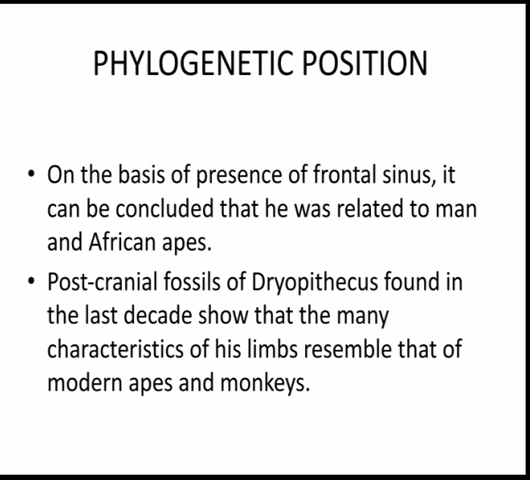 PHYLOGENETIC POSITION
• On the basis of presence of frontal sinus, it
can be concluded that he was related to man
and African apes.
• Post-cranial fossils of Dryopithecus found in
the last decade show that the many
characteristics of his limbs resemble that of
modern apes and monkeys.